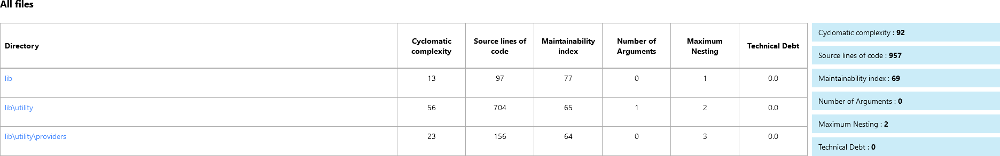 All files
Directory
Cyclomatic
complexity
Source lines of
code
Maintainability
index
Number of
Arguments
Maximum
Nesting
Technical Debt
lib 13 97 77 0 1 0.0
lib\utility 56 704 65 1 2 0.0
lib\utility\providers 23 156 64 0 3 0.0
Cyclomatic complexity : 92
Source lines of code : 957
Maintainability index : 69
Number of Arguments : 0
Maximum Nesting : 2
Technical Debt : 0